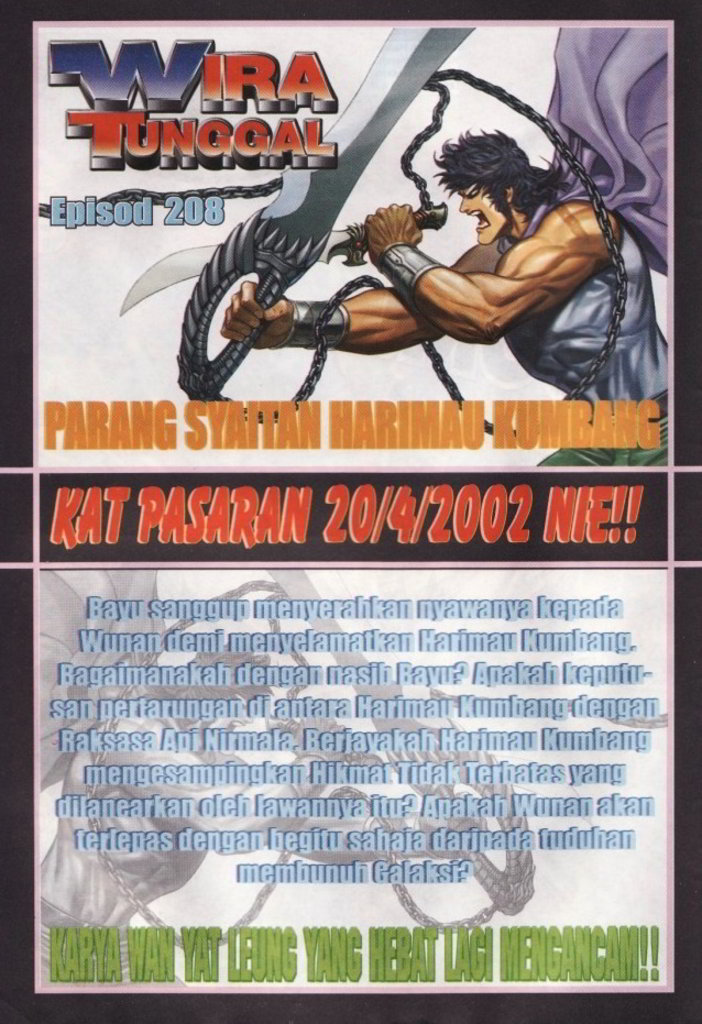 WIRA
TUNGGAL
Episod 208
PARANG SYAITAN HARIMAU KUMBANG
KAT PASARAN 20/4/2002 NIE!!
Bayu sanggup menyerahkan nyawanya kepada
Wunan demi menyelamatkan Harimau Kumbang.
Bagaimanakah dengan nasib Bayu? Apakah keputu-
san pertarungan di antara Harimau Kumbang dengan
Raksasa Api Numala. Berjayakah Harimau Kumbang
mengesampingkan Hikmat Tidak Terbatas yang
dilancarkan oleh lawannya itu? Apakah Wunan akan
terlepas dengan begitu sahaja daripada tuduhan
membunuh Galaksi?
KARYA WAN YAT LEUNG YANG HEBAT LAGI MENGANCAM!!